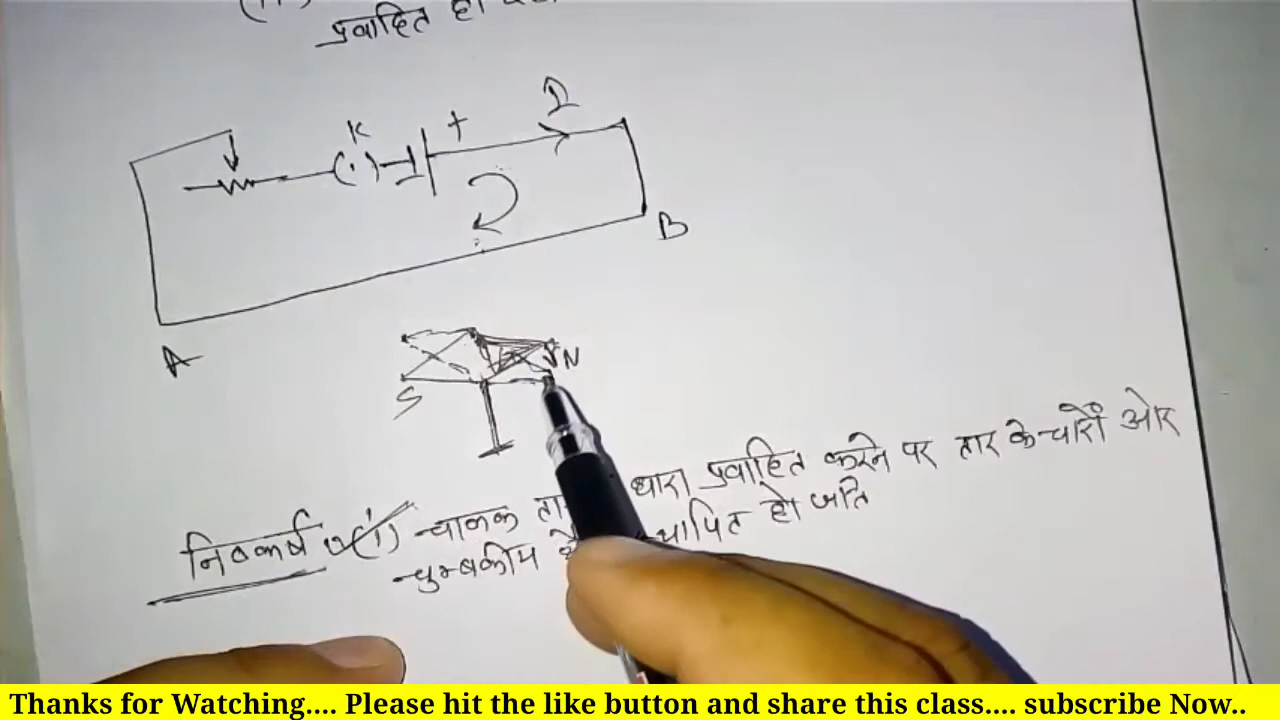 प्रवाहित हो
K
+
I
B
A
N
S
निष्कर्ष (i) चालक धारा प्रवाहित करने पर तार के चारों ओर
चुम्बकीय स्थापित हो जाते
Thanks for Watching.... Please hit the like button and share this class.... subscribe Now..